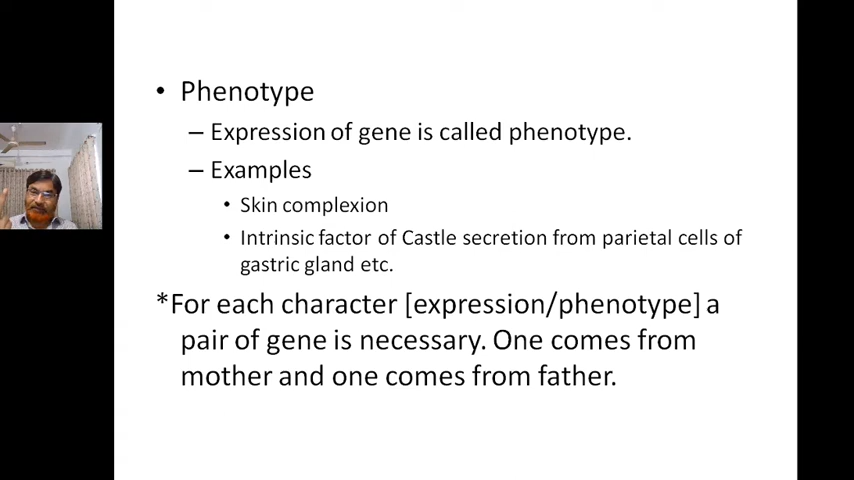 • Phenotype
– Expression of gene is called phenotype.
– Examples
• Skin complexion
• Intrinsic factor of Castle secretion from parietal cells of
gastric gland etc.
*For each character [expression/phenotype] a
pair of gene is necessary. One comes from
mother and one comes from father.